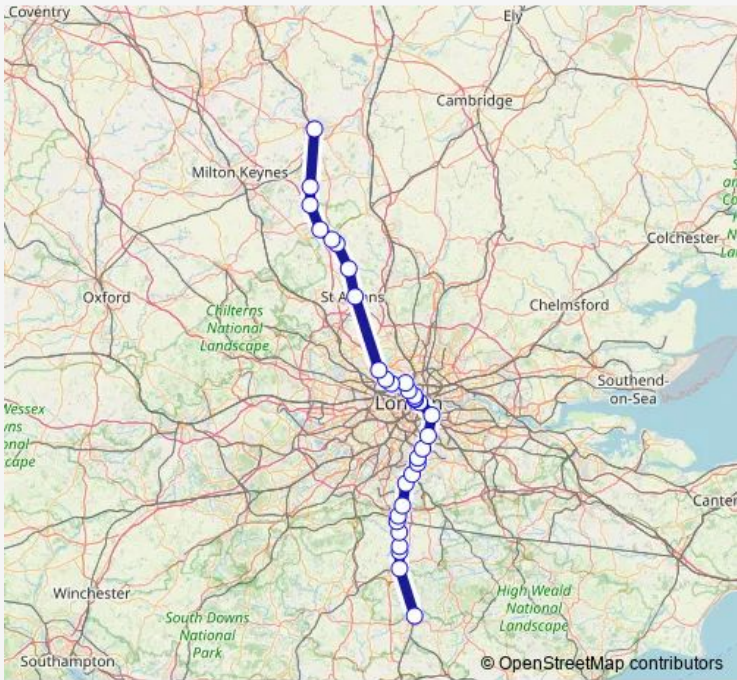 Coventry
Ely
Cambridge
Milton Keynes
Colchester
Oxford
St Albans
Chelmsford
Chilterns
National
Landscape
London
Southend-
on-Sea
Winchester
High Weald
National
Landscape
South Downs
National
Park
Southampton
© OpenStreetMap contributors